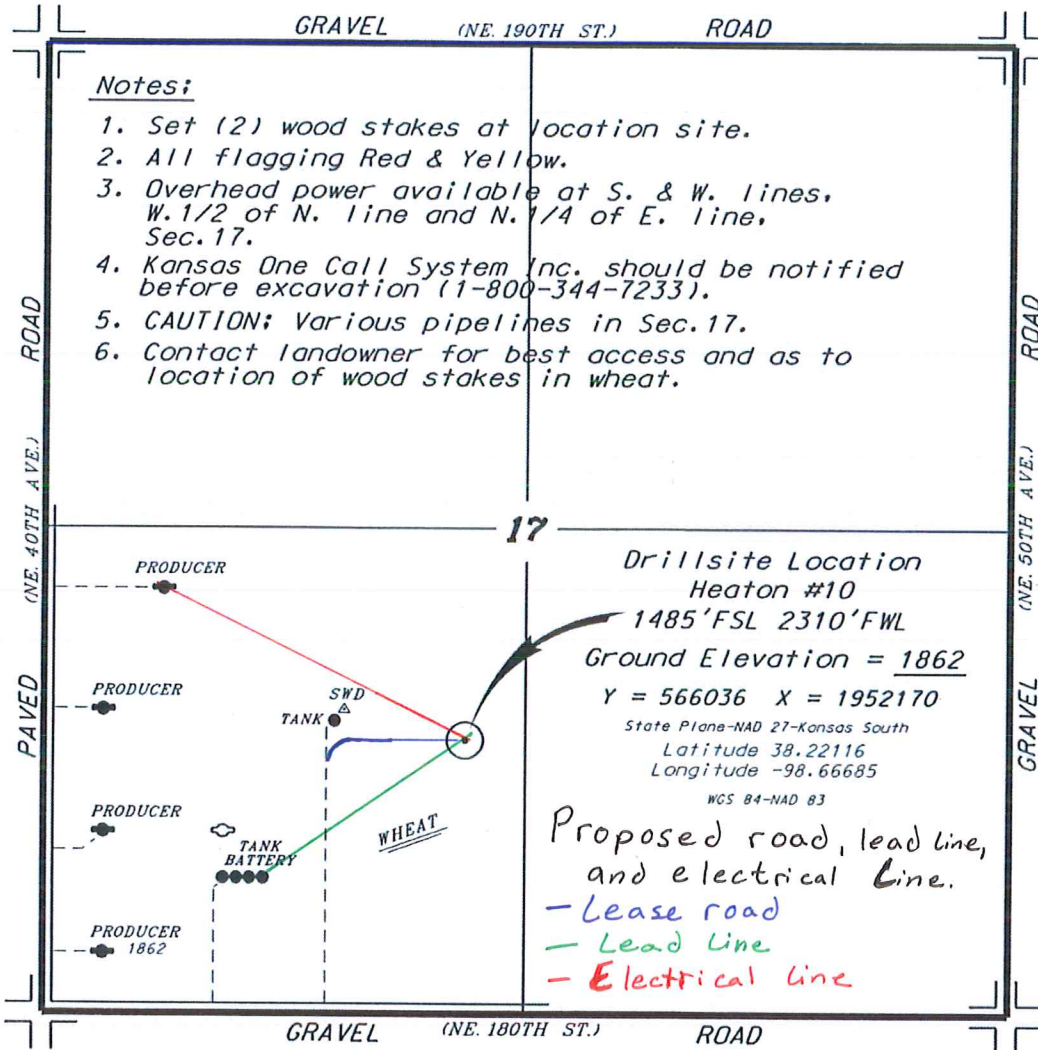 GRAVEL (NE. 190TH ST.) ROAD
Notes:
1. Set (2) wood stakes at location site.
2. All flagging Red & Yellow.
3. Overhead power available at S. & W. lines,
W. 1/2 of N. line and N. 1/4 of E. line,
Sec. 17.
4. Kansas One Call System Inc. should be notified
before excavation (1-800-344-7233).
5. CAUTION: Various pipelines in Sec. 17.
6. Contact landowner for best access and as to
location of wood stakes in wheat.
PAVED (NE. 40TH AVE.) ROAD
GRAVEL (NE. 50TH AVE.) ROAD
17
PRODUCER
PRODUCER
SWD
TANK
PRODUCER
TANK
BATTERY
WHEAT
PRODUCER
1862
Drillsite Location
Heaton #10
1485'FSL 2310'FWL
Ground Elevation = 1862
Y = 566036 X = 1952170
State Plane-NAD 27-Kansas South
Latitude 38.22116
Longitude -98.66685
WGS 84-NAD 83
Proposed road, lead line,
and electrical Line.
- Lease road
- Lead Line
- Electrical Line
GRAVEL (NE. 180TH ST.) ROAD